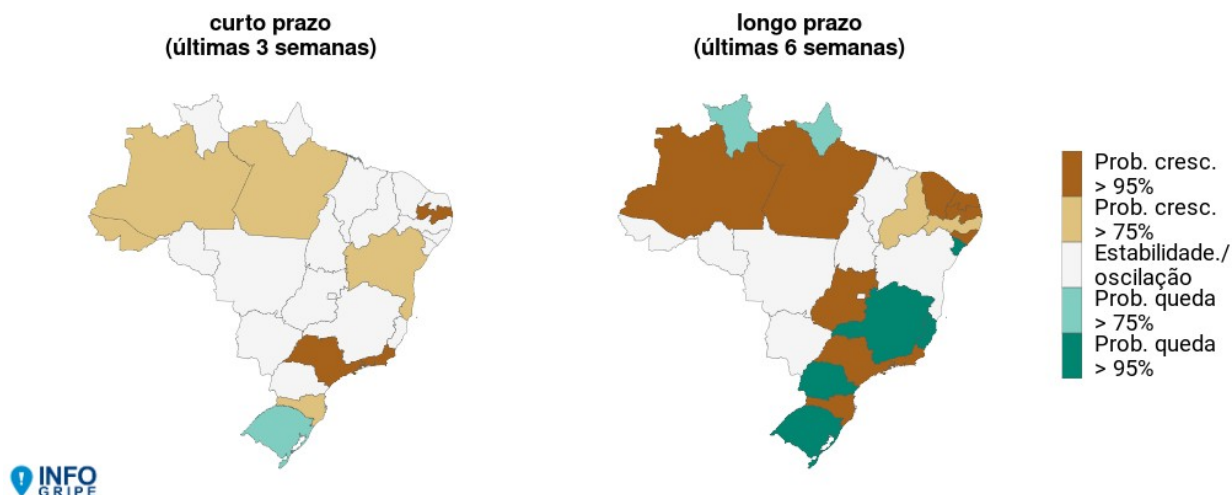 curto prazo
(últimas 3 semanas)
longo prazo
(últimas 6 semanas)
Prob. cresc.
> 95%
Prob. cresc.
> 75%
Estabilidade./
oscilação
Prob. queda
> 75%
Prob. queda
> 95%
INFO
GRIPE